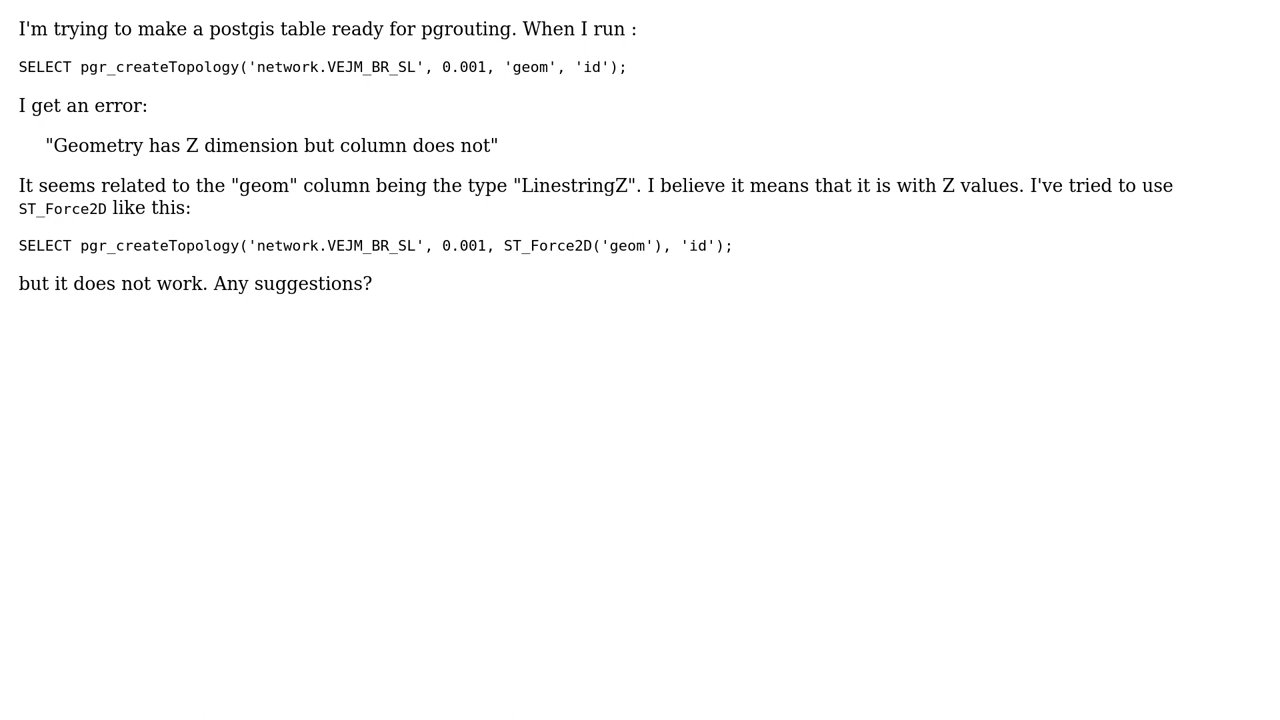 I'm trying to make a postgis table ready for pgrouting. When I run :
SELECT pgr_createTopology('network.VEJM_BR_SL', 0.001, 'geom', 'id');
I get an error:
"Geometry has Z dimension but column does not"
It seems related to the "geom" column being the type "LinestringZ". I believe it means that it is with Z values. I've tried to use
ST_Force2D like this:
SELECT pgr_createTopology('network.VEJM_BR_SL', 0.001, ST_Force2D('geom'), 'id');
but it does not work. Any suggestions?